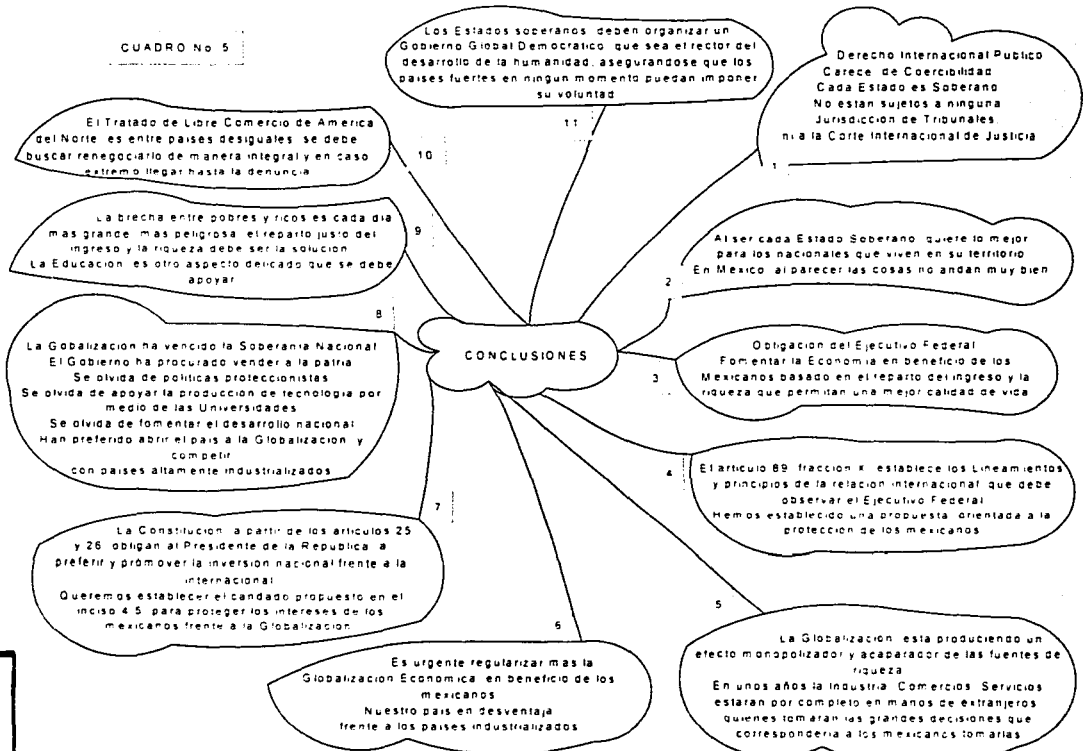 CUADRO No 5
CONCLUSIONES
1
Derecho Internacional Publico
Carece de Coercibilidad
Cada Estado es Soberano
No estan sujetos a ninguna
Jurisdiccion de Tribunales.
ni a la Corte Internacional de Justicia
2
Al ser cada Estado Soberano quiere lo mejor
para los nacionales que viven en su territorio
En Mexico al parecer las cosas no andan muy bien
3
Obligacion del Ejecutivo Federal
Fomentar la Economia en beneficio de los
Mexicanos basado en el reparto del ingreso y la
riqueza que permitan una mejor calidad de vida
4
El articulo 89 fraccion X establece los Lineamientos
y principios de la relacion internacional que debe
observar el Ejecutivo Federal
Hemos establecido una propuesta orientada a la
proteccion de los mexicanos
5
La Globalizacion esta produciendo un
efecto monopolizador y acaparador de las fuentes de
riqueza
En unos años la Industria Comercios Servicios
estaran por completo en manos de extranjeros
quienes tomaran las grandes decisiones que
corresponderia a los mexicanos tomarlas
6
Es urgente regularizar mas la
Globalizacion Economica en beneficio de los
mexicanos
Nuestro pais en desventaja
frente a los paises industrializados
7
La Constitucion a partir de los articulos 25
y 26 obligan al Presidente de la Republica a
preferir y promover la inversion nacional frente a la
internacional
Queremos establecer el candado propuesto en el
inciso 4 5 para proteger los intereses de los
mexicanos frente a la Globalizacion
8
La Gobalización ha vencido la Soberania Nacional
El Gobierno ha procurado vender a la patria
Se olvida de politicas proteccionistas
Se olvida de apoyar la produccion de tecnologia por
medio de las Universidades
Se olvida de fomentar el desarrollo nacional
Han preferido abrir el pais a la Globalizacion y
competir
con paises altamente industrializados
9
La brecha entre pobres y ricos es cada dia
mas grande mas peligrosa el reparto justo del
ingreso y la riqueza debe ser la solucion
La Educacion es otro aspecto delicado que se debe
apoyar
10
El Tratado de Libre Comercio de America
del Norte es entre paises desiguales se debe
buscar renegociarlo de manera integral y en caso
extremo llegar hasta la denuncia
11
Los Estados soberanos deben organizar un
Gobierno Global Democratico que sea el rector del
desarrollo de la humanidad, asegurandose que los
paises fuertes en ningun momento puedan imponer
su voluntad